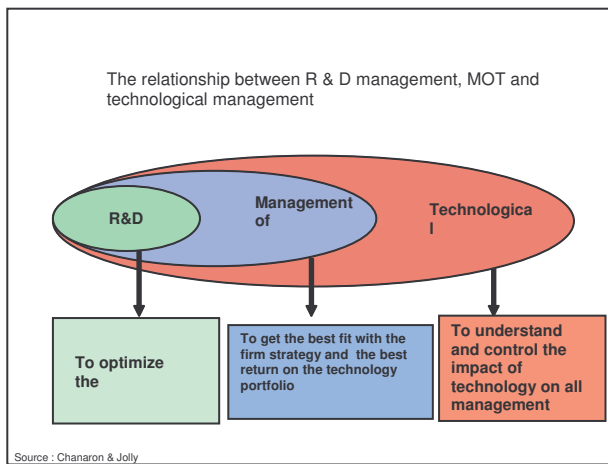 The relationship between R & D management, MOT and
technological management
R&D
Management
of
Technologica
l
To optimize
the
To get the best fit with the
firm strategy and  the best
return on the technology
portfolio
To understand
and control the
impact of
technology on all
management
Source : Chanaron & Jolly